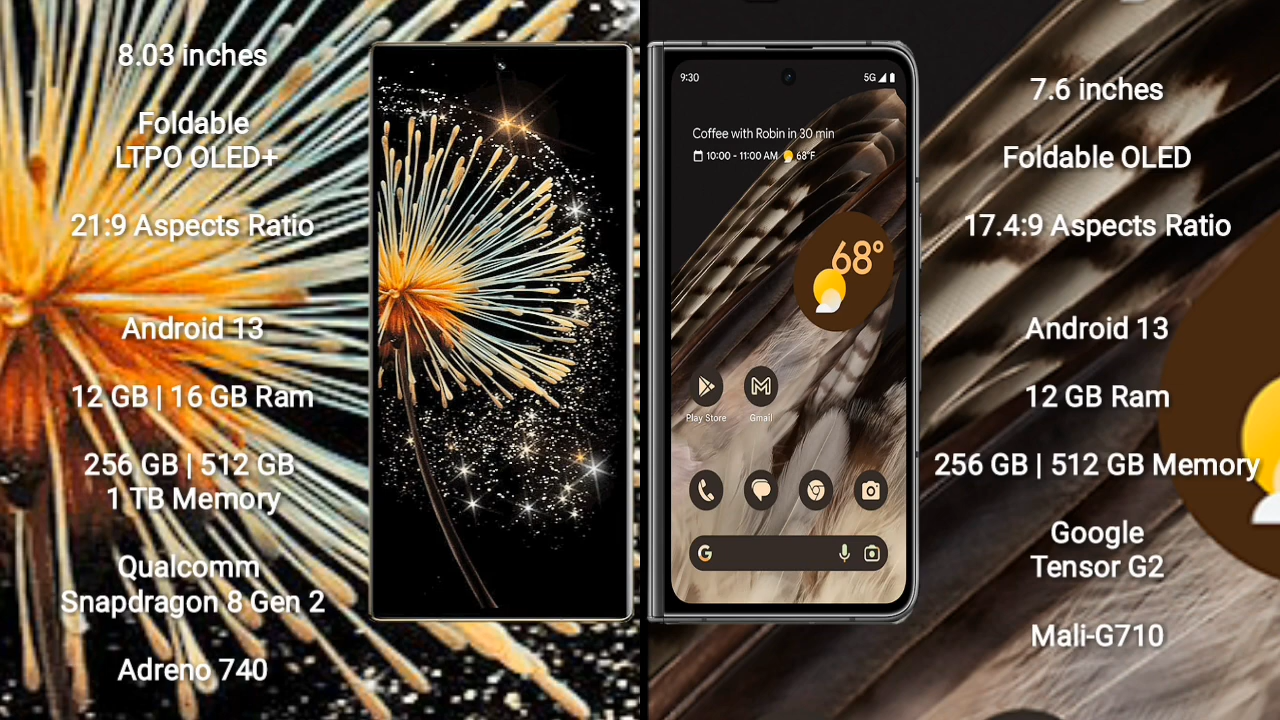 8.03 inches
Foldable
LTPO OLED+
21:9 Aspects Ratio
Android 13
12 GB | 16 GB Ram
256 GB | 512 GB
1 TB Memory
Qualcomm
Snapdragon 8 Gen 2
Adreno 740
9:30
5G
Coffee with Robin in 30 min
10:00 - 11:00 AM 68°F
68°
Play Store
Gmail
G
7.6 inches
Foldable OLED
17.4:9 Aspects Ratio
Android 13
12 GB Ram
256 GB | 512 GB Memory
Google
Tensor G2
Mali-G710